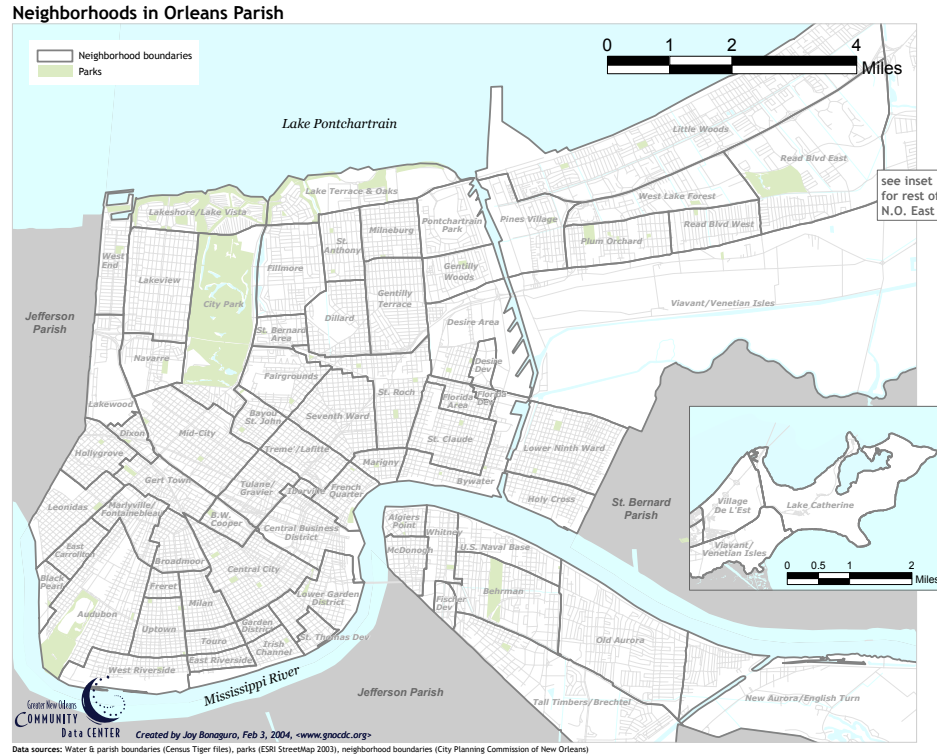 Neighborhoods in Orleans Parish
Neighborhood boundaries
Parks
0 1 2 4
Miles
Lake Pontchartrain
Little Woods
Read Blvd East
see inset
for rest of
N.O. East
Lake Terrace & Oaks
West Lake Forest
Lakeshore/Lake Vista
Pontchartrain
Park
Pines Village
Read Blvd West
Milneburg
Plum Orchard
St.
Anthony
West
End
Lakeview
Fillmore
Gentilly
Woods
City Park
Gentilly
Terrace
Viavant/Venetian Isles
Jefferson
Parish
Dillard
Desire Area
St. Bernard
Area
Navarre
Desire
Dev
Fairgrounds
St. Roch
Florida
Area
Florida
Dev
Lakewood
Bayou
St. John
Seventh Ward
Dixon
Mid-City
Hollygrove
St. Claude
Lower Ninth Ward
Treme'/Lafitte
Marigny
Gert Town
Tulane/
Gravier
Iberville
French
Quarter
Bywater
Holy Cross
St. Bernard
Parish
Village
De L'Est
Lake Catherine
Viavant/
Venetian Isles
0 0.5 1 2
Miles
Leonidas
Marlyville/
Fontainebleau
B.W.
Cooper
Central Business
District
Algiers
Point
Whitney
U.S. Naval Base
McDonogh
East
Carrollton
Broadmoor
Central City
Black
Pearl
Freret
Lower Garden
District
Fischer
Dev
Behrman
Audubon
Milan
Garden
District
Uptown
Touro
Irish
Channel
St. Thomas Dev
Old Aurora
East Riverside
West Riverside
Mississippi River
Jefferson Parish
Tall Timbers/Brechtel
New Aurora/English Turn
Greater New Orleans
COMMUNITY
Data CENTER
Created by Joy Bonaguro, Feb 3, 2004, <www.gnocdc.org>
Data sources: Water & parish boundaries (Census Tiger files), parks (ESRI StreetMap 2003), neighborhood boundaries (City Planning Commission of New Orleans)